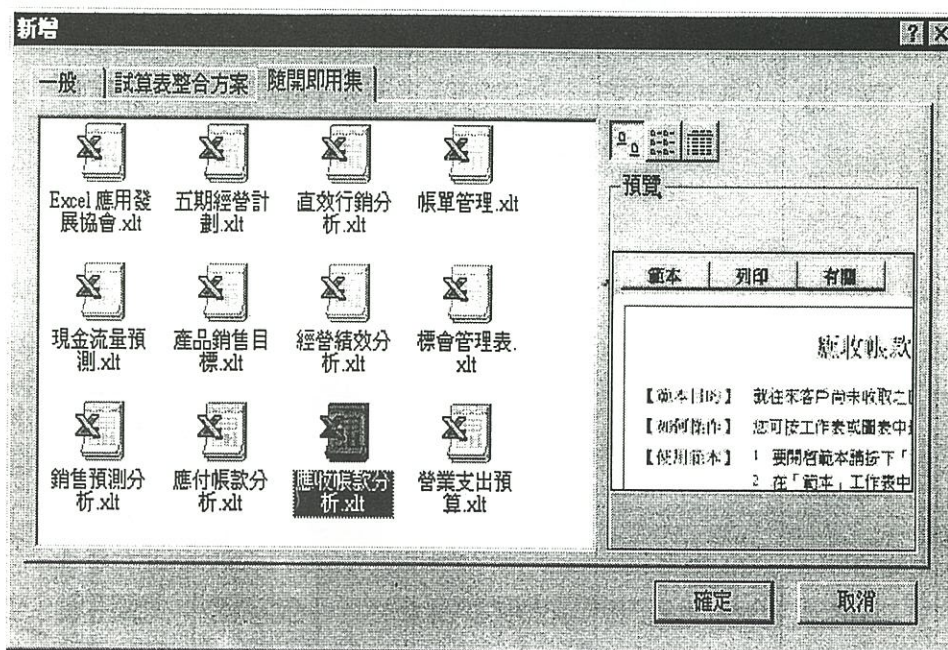 新增
一般
試算表整合方案
隨開即用集
Excel 應用發
展協會.xlt
五期經營計
劃.xlt
直效行銷分
析.xlt
帳單管理.xlt
現金流量預
測.xlt
產品銷售目
標.xlt
經營績效分
析.xlt
標會管理表.
xlt
銷售預測分
析.xlt
應付帳款分
析.xlt
應收帳款分
析.xlt
營業支出預
算.xlt
預覽
範本
列印
有關
應收帳款
【範本目的】 就往來客戶尚未收取之
【如何操作】 您可按工作表或圖表中
【使用範本】 1 要開啓範本請按下「
2 在「範本」工作表中
確定
取消